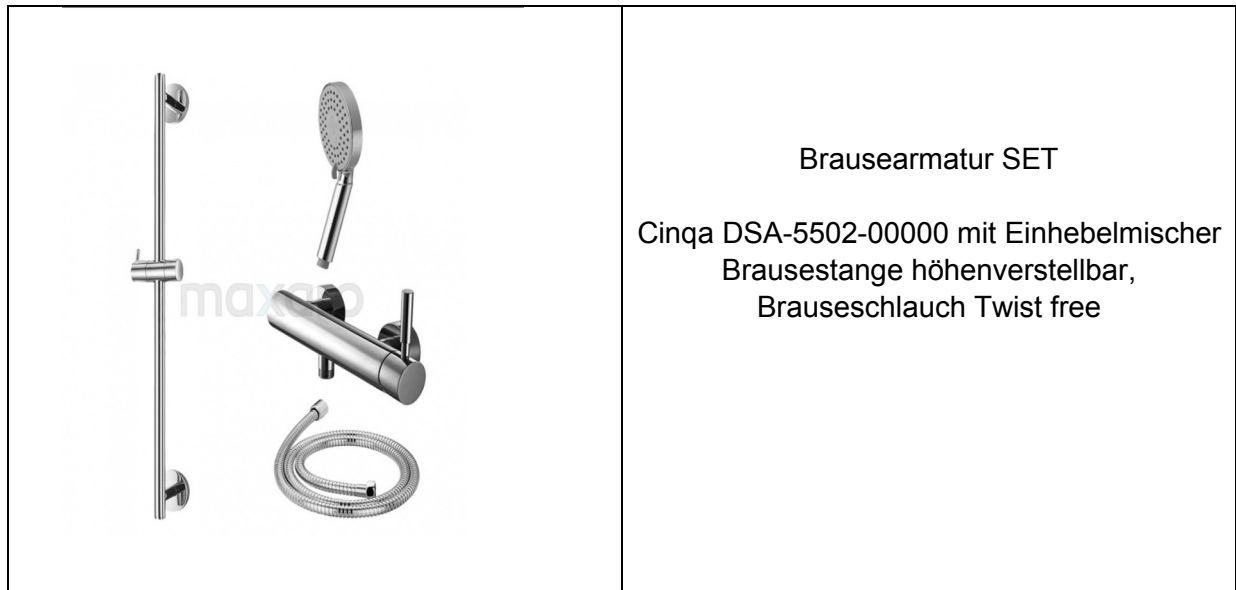 maxaro
Brausearmatur SET
Cinqa DSA-5502-00000 mit Einhebelmischer
Brausestange höhenverstellbar,
Brauseschlauch Twist free